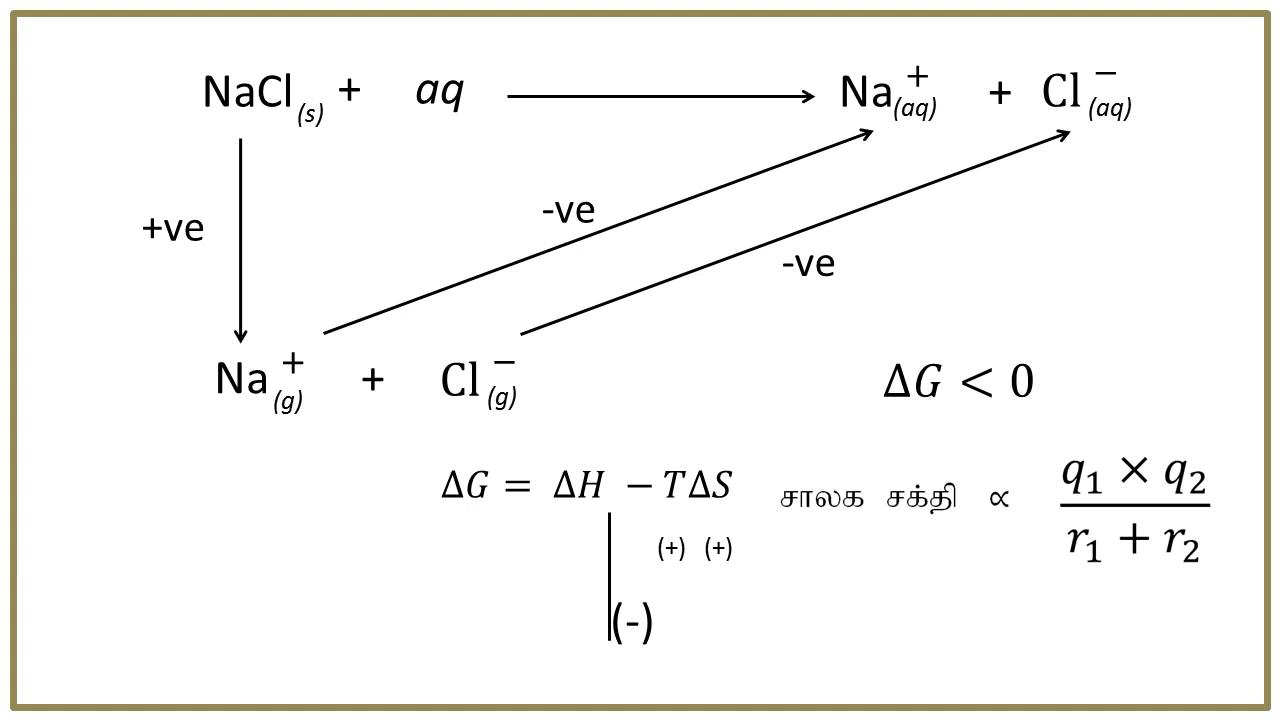 NaCl(s) + aq ⟶ Na⁺(aq) + Cl⁻(aq)
-ve
+ve
-ve
Na⁺(g) + Cl⁻(g)
ΔG < 0
ΔG = ΔH − TΔS
சாலக சக்தி ∝ q₁ × q₂ / r₁ + r₂
(+) (+)
(-)